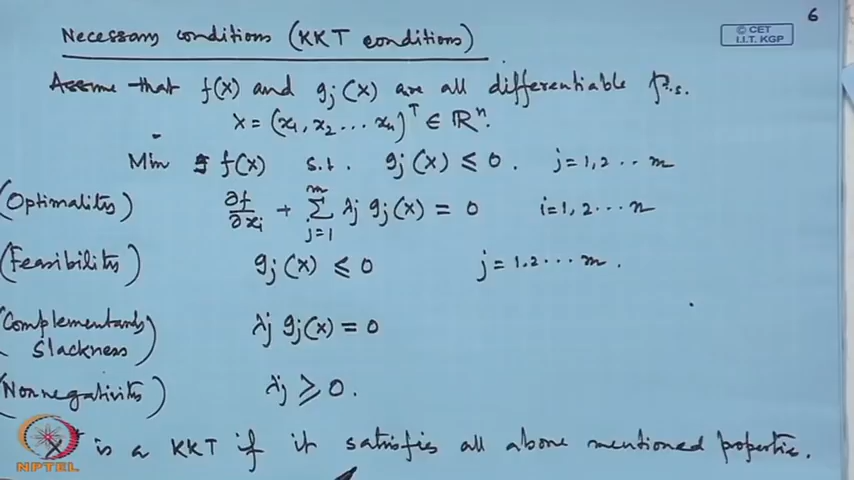 6
© CET
I.I.T. KGP
Necessary conditions (KKT conditions)
Assume that f(x) and gj(x) are all differentiable
X = (x1, x2 ... xn)^T ∈ ℝ^n.
Min f(x) s.t. gj(x) ≤ 0. j = 1, 2 ... m
(Optimality) ∂f/∂xi + Σ_{j=1}^{m} λj gj(x) = 0 i = 1, 2 ... n
(Feasibility) gj(x) ≤ 0 j = 1.2 ... m.
(Complementary Slackness) λj gj(x) = 0
(Nonnegativity) λj ≥ 0.
X* is a KKT if it satisfies all above mentioned
NPTEL